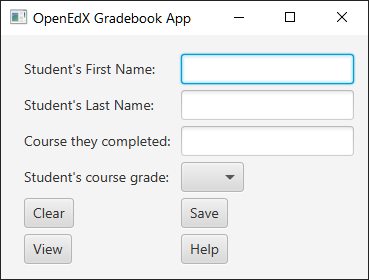 OpenEdX Gradebook App
Student's First Name:
Student's Last Name:
Course they completed:
Student's course grade:
Clear Save
View Help